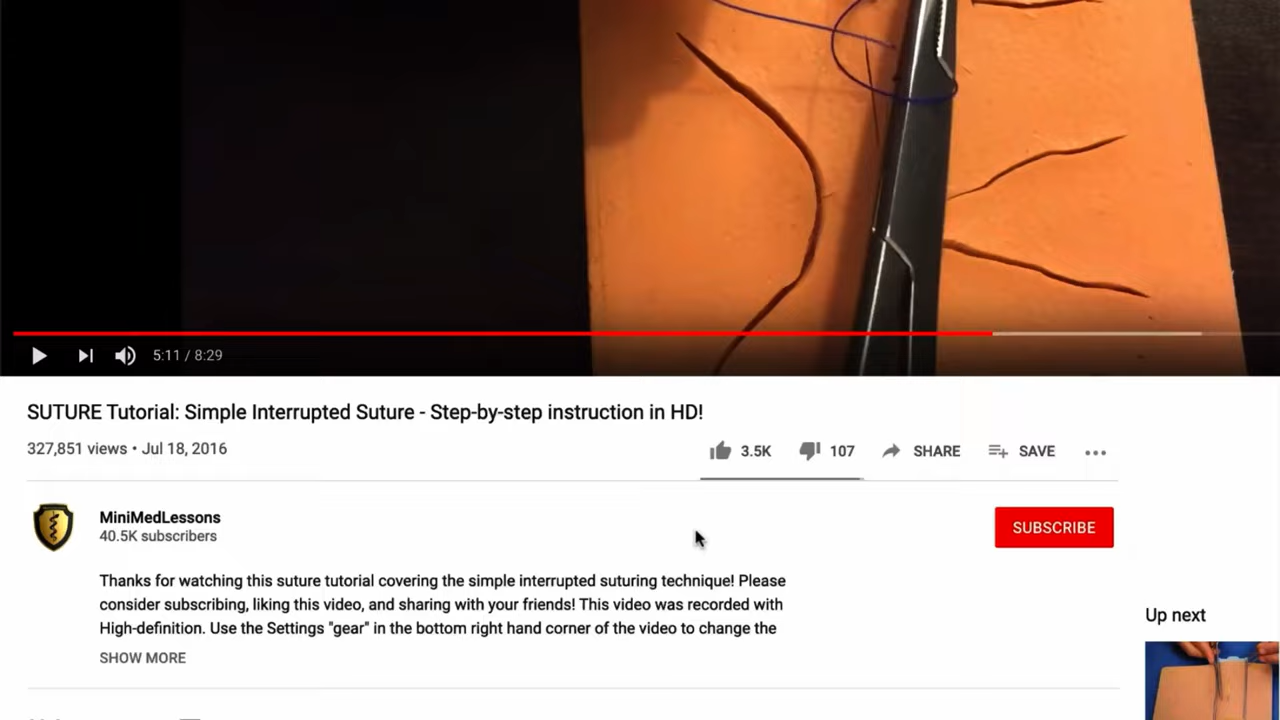 5:11 / 8:29
SUTURE Tutorial: Simple Interrupted Suture - Step-by-step instruction in HD!
327,851 views • Jul 18, 2016
3.5K 107 SHARE SAVE
MiniMedLessons
40.5K subscribers
SUBSCRIBE
Thanks for watching this suture tutorial covering the simple interrupted suturing technique! Please
consider subscribing, liking this video, and sharing with your friends! This video was recorded with
High-definition. Use the Settings "gear" in the bottom right hand corner of the video to change the
SHOW MORE
Up next